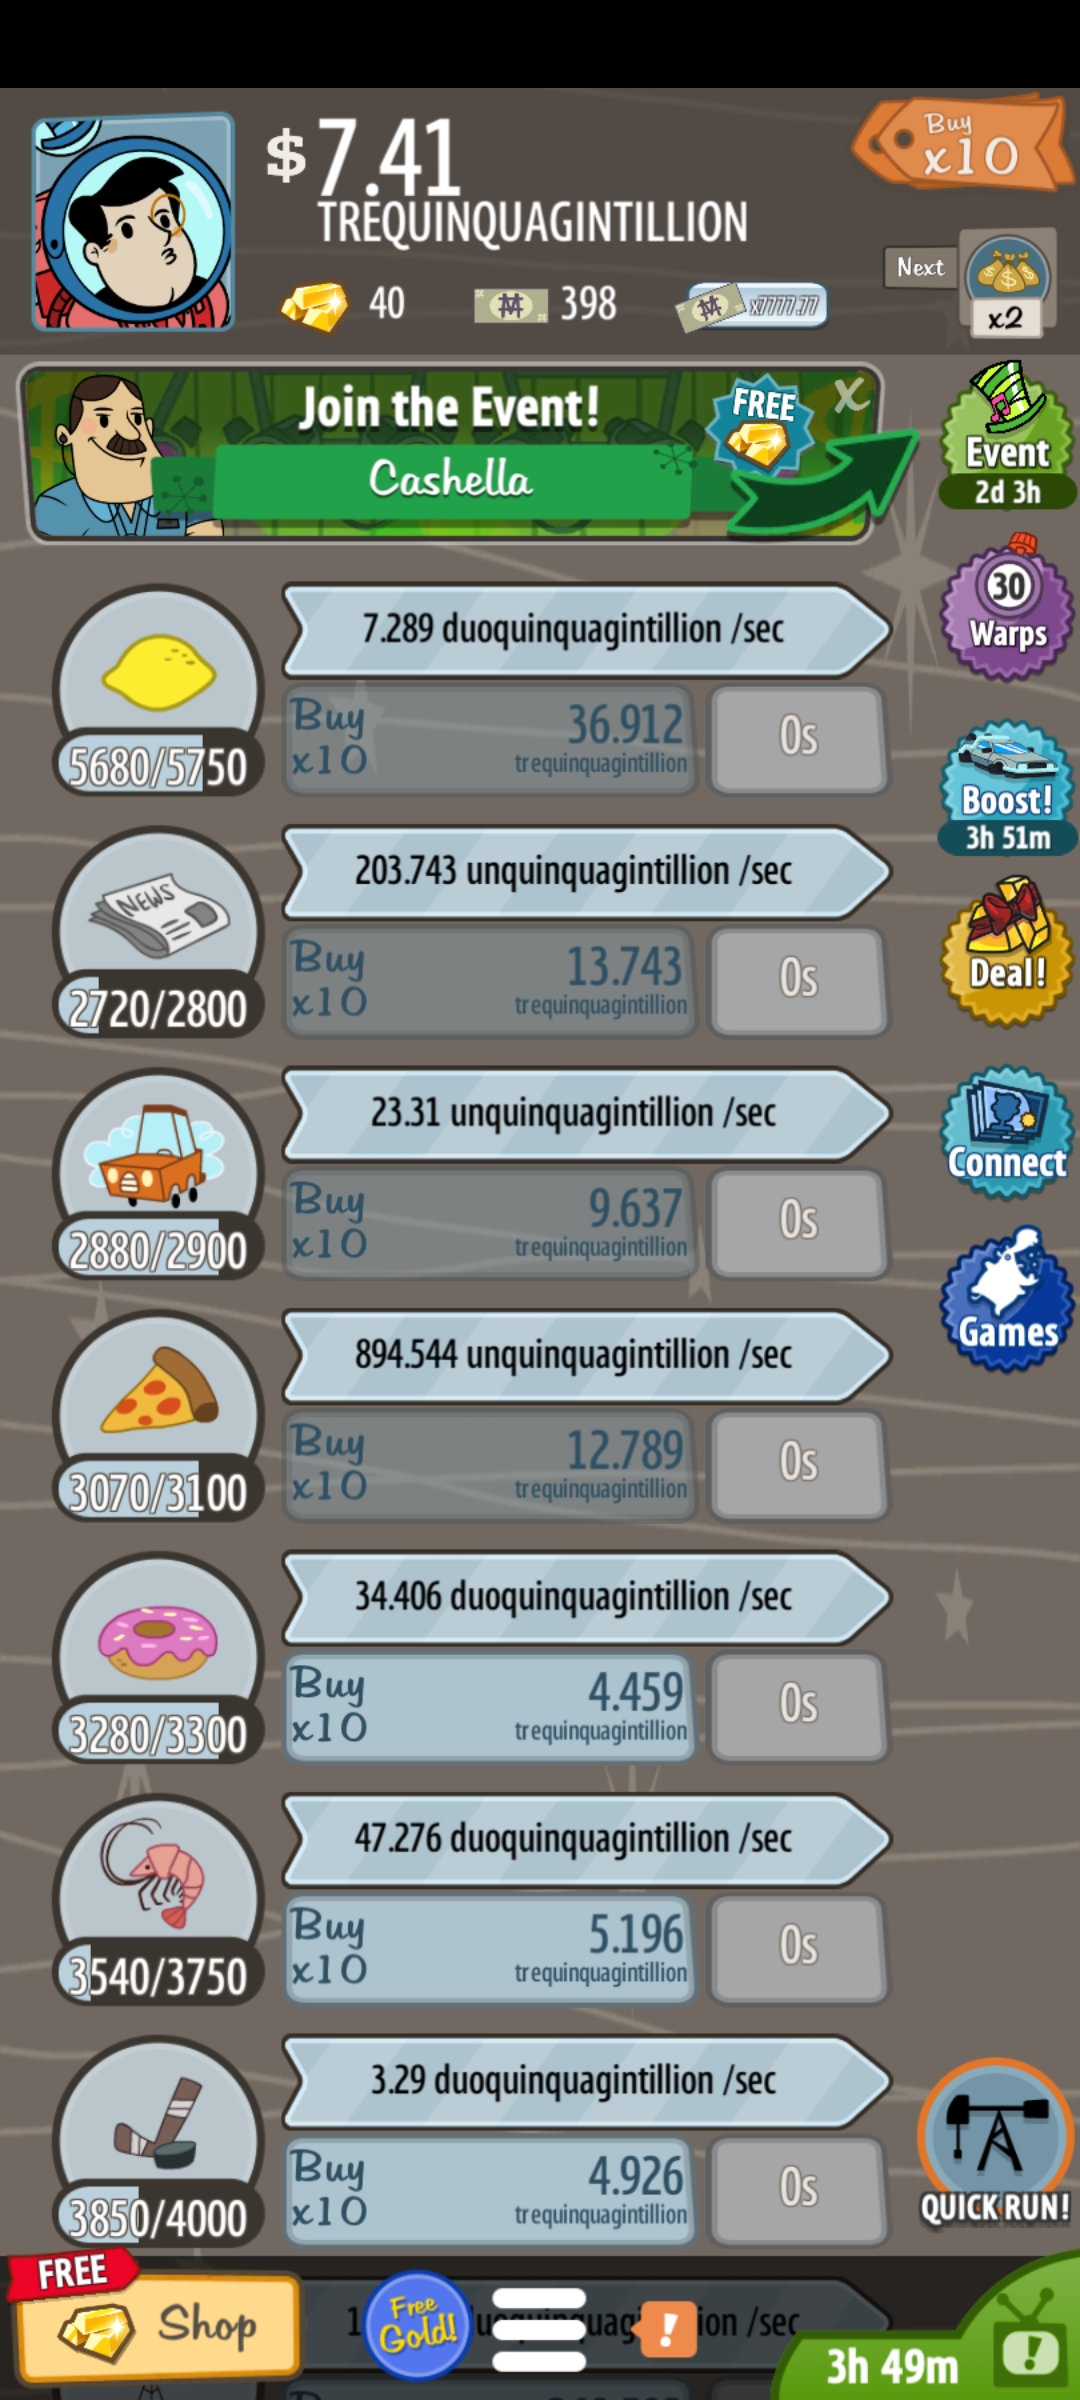 $7.41
TREQUINQUAGINTILLION
Buy
x10
40
398
x7777.77
Next
x2
Join the Event!
FREE
X
Cashella
Event
2d 3h
30
Warps
7.289 duoquinquagintillion /sec
Buy
x10
36.912
trequinquagintillion
0s
5680/5750
Boost!
3h 51m
NEWS
203.743 unquinquagintillion /sec
Buy
x10
13.743
trequinquagintillion
0s
2720/2800
Deal!
23.31 unquinquagintillion /sec
Buy
x10
9.637
trequinquagintillion
0s
2880/2900
Connect
Games
894.544 unquinquagintillion /sec
Buy
x10
12.789
trequinquagintillion
0s
3070/3100
34.406 duoquinquagintillion /sec
Buy
x10
4.459
trequinquagintillion
0s
3280/3300
47.276 duoquinquagintillion /sec
Buy
x10
5.196
trequinquagintillion
0s
3540/3750
3.29 duoquinquagintillion /sec
Buy
x10
4.926
trequinquagintillion
0s
3850/4000
QUICK RUN!
FREE
Shop
Free
Gold!
!
/sec
3h 49m
!